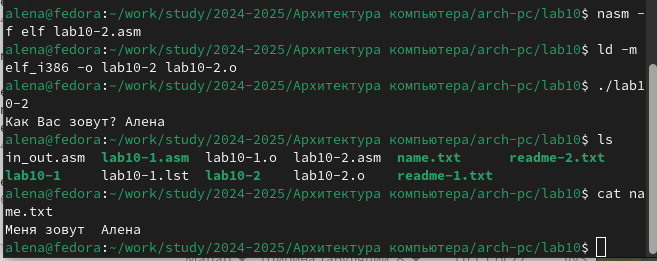 alena@fedora:~/work/study/2024-2025/Архитектура компьютера/arch-pc/lab10$ nasm -
f elf lab10-2.asm
alena@fedora:~/work/study/2024-2025/Архитектура компьютера/arch-pc/lab10$ ld -m
elf_i386 -o lab10-2 lab10-2.o
alena@fedora:~/work/study/2024-2025/Архитектура компьютера/arch-pc/lab10$ ./lab1
0-2
Как Вас зовут? Алена
alena@fedora:~/work/study/2024-2025/Архитектура компьютера/arch-pc/lab10$ ls
in_out.asm lab10-1.asm lab10-1.o lab10-2.asm name.txt readme-2.txt
lab10-1 lab10-1.lst lab10-2 lab10-2.o readme-1.txt
alena@fedora:~/work/study/2024-2025/Архитектура компьютера/arch-pc/lab10$ cat na
me.txt
Меня зовут Алена
alena@fedora:~/work/study/2024-2025/Архитектура компьютера/arch-pc/lab10$